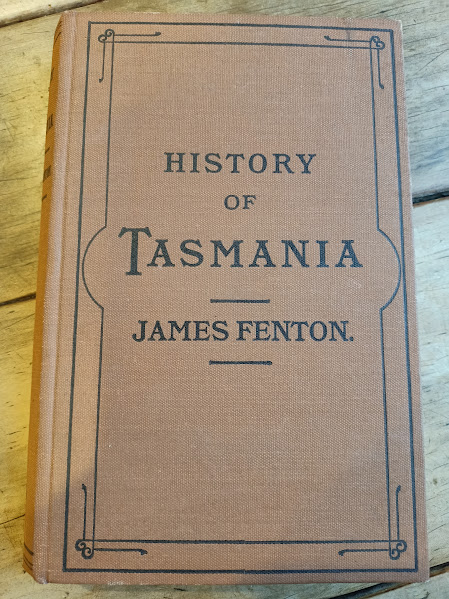 HISTORY
OF
TASMANIA
JAMES FENTON.